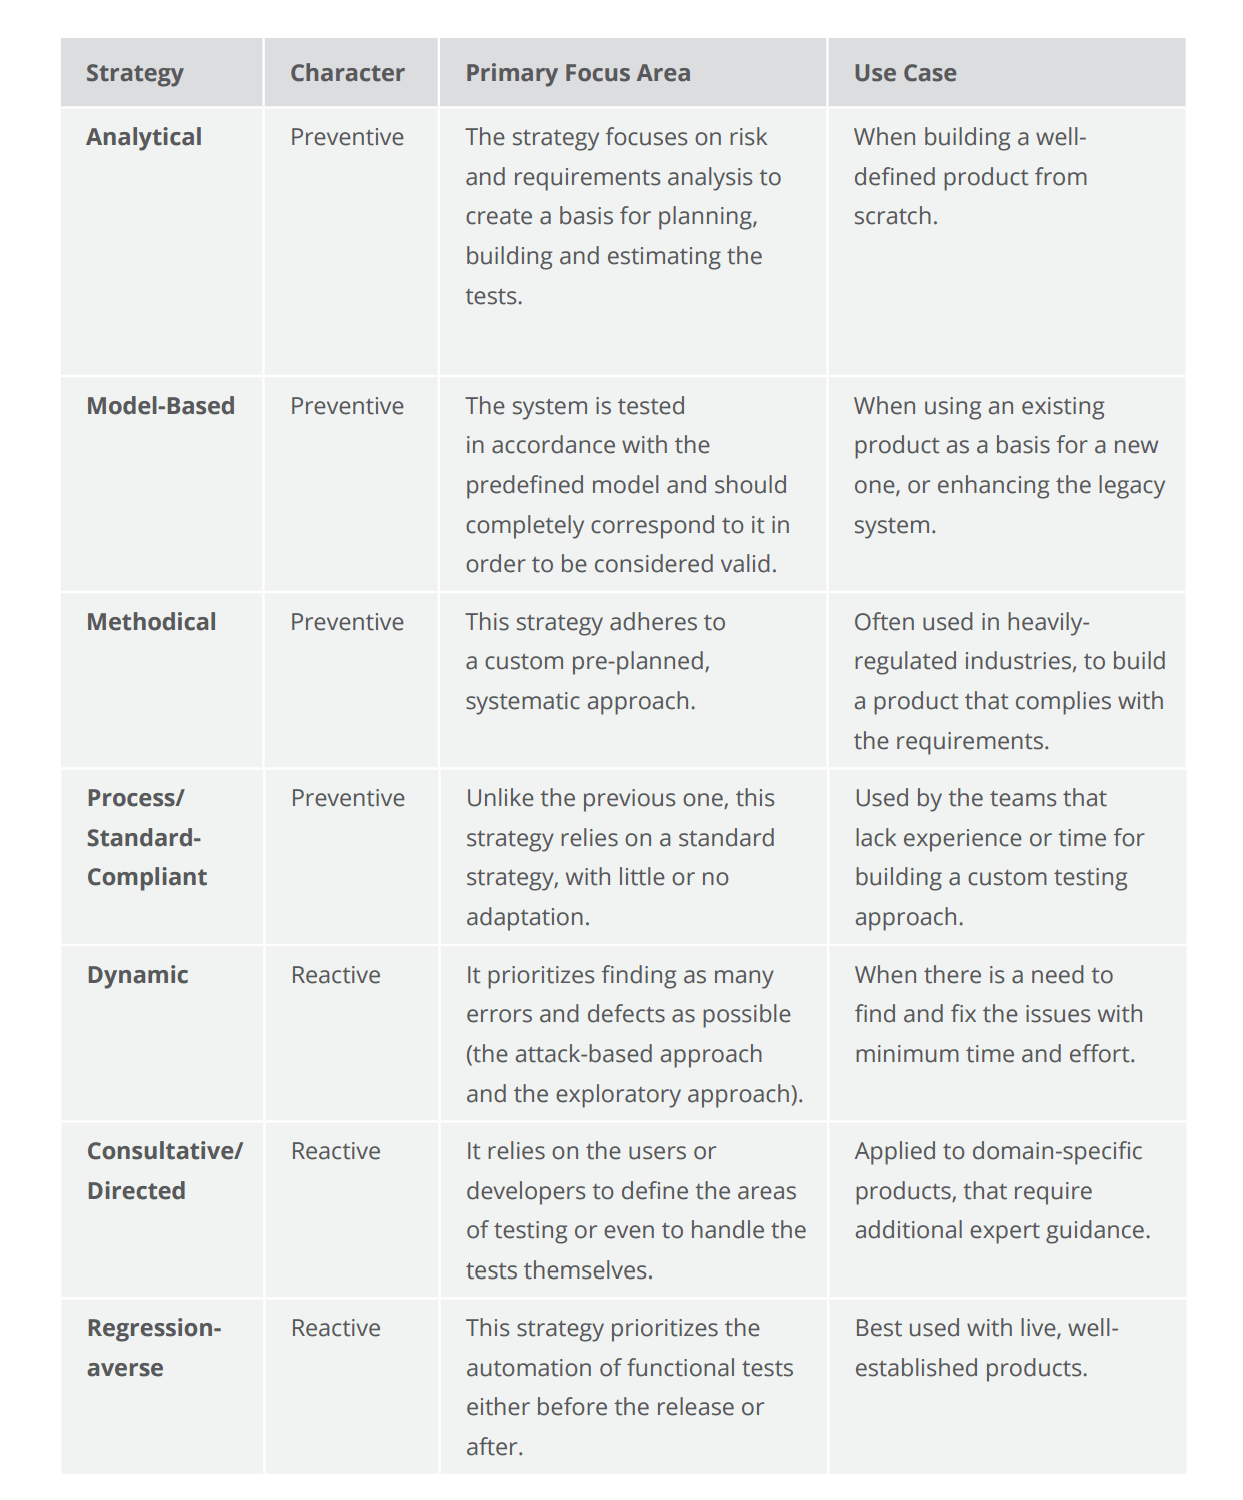 Strategy
Character
Primary Focus Area
Use Case
Analytical
Preventive
The strategy focuses on risk
and requirements analysis to
create a basis for planning,
building and estimating the
tests.
When building a well-
defined product from
scratch.
Model-Based
Preventive
The system is tested
in accordance with the
predefined model and should
completely correspond to it in
order to be considered valid.
When using an existing
product as a basis for a new
one, or enhancing the legacy
system.
Methodical
Preventive
This strategy adheres to
a custom pre-planned,
systematic approach.
Often used in heavily-
regulated industries, to build
a product that complies with
the requirements.
Process/
Standard-
Compliant
Preventive
Unlike the previous one, this
strategy relies on a standard
strategy, with little or no
adaptation.
Used by the teams that
lack experience or time for
building a custom testing
approach.
Dynamic
Reactive
It prioritizes finding as many
errors and defects as possible
(the attack-based approach
and the exploratory approach).
When there is a need to
find and fix the issues with
minimum time and effort.
Consultative/
Directed
Reactive
It relies on the users or
developers to define the areas
of testing or even to handle the
tests themselves.
Applied to domain-specific
products, that require
additional expert guidance.
Regression-
averse
Reactive
This strategy prioritizes the
automation of functional tests
either before the release or
after.
Best used with live, well-
established products.